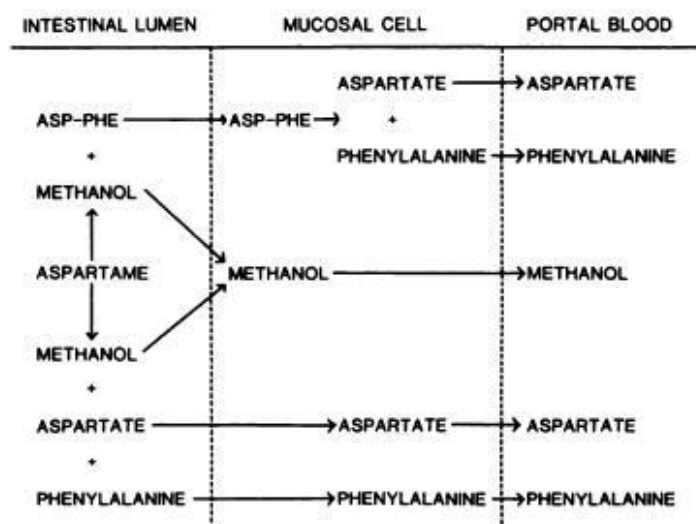 INTESTINAL LUMEN MUCOSAL CELL PORTAL BLOOD
ASPARTATE ASPARTATE
ASP-PHE ASP-PHE +
+ PHENYLALANINE PHENYLALANINE
METHANOL
ASPARTAME METHANOL METHANOL
METHANOL
+
ASPARTATE ASPARTATE ASPARTATE
+
PHENYLALANINE PHENYLALANINE PHENYLALANINE